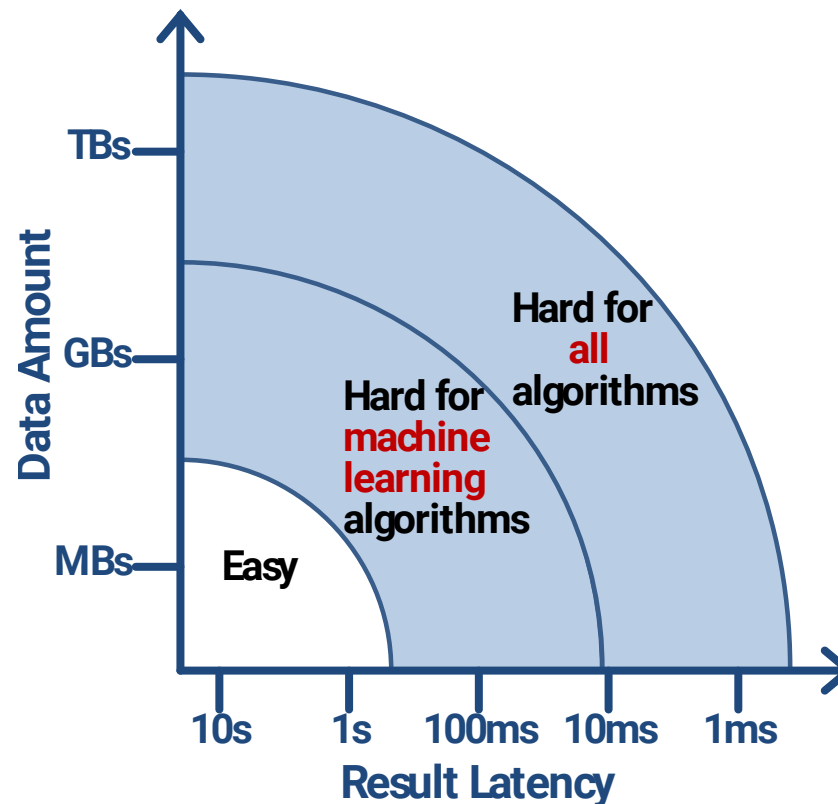 TBs
GBs
MBs
Data Amount
Hard for
all
algorithms
Hard for
machine
learning
algorithms
Easy
10s
1s
100ms
10ms
1ms
Result Latency